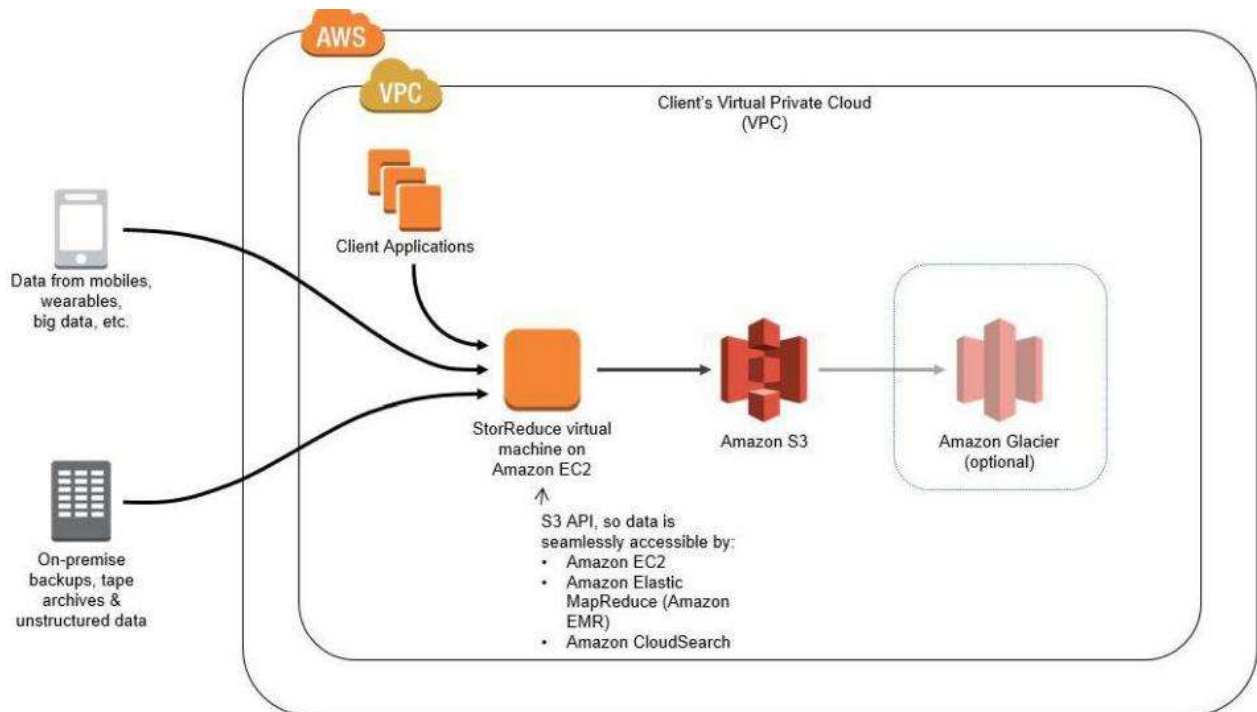 AWS
VPC
Client's Virtual Private Cloud
(VPC)
Client Applications
Data from mobiles,
wearables,
big data, etc.
StorReduce virtual
machine on
Amazon EC2
Amazon S3
Amazon Glacier
(optional)
On-premise
backups, tape
archives &
unstructured data
S3 API, so data is
seamlessly accessible by:
• Amazon EC2
• Amazon Elastic
MapReduce (Amazon
EMR)
• Amazon CloudSearch